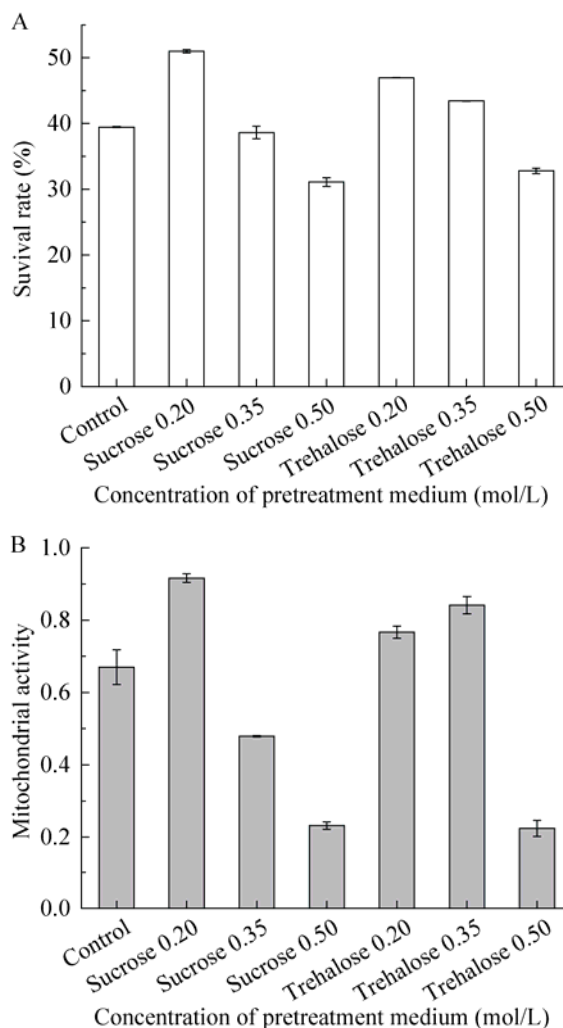 A
50
40
30
20
10
0
Suvival rate (%)
Control
Sucrose 0.20
Sucrose 0.35
Sucrose 0.50
Trehalose 0.20
Trehalose 0.35
Trehalose 0.50
Concentration of pretreatment medium (mol/L)
B
1.0
0.8
0.6
0.4
0.2
0.0
Mitochondrial activity
Control
Sucrose 0.20
Sucrose 0.35
Sucrose 0.50
Trehalose 0.20
Trehalose 0.35
Trehalose 0.50
Concentration of pretreatment medium (mol/L)